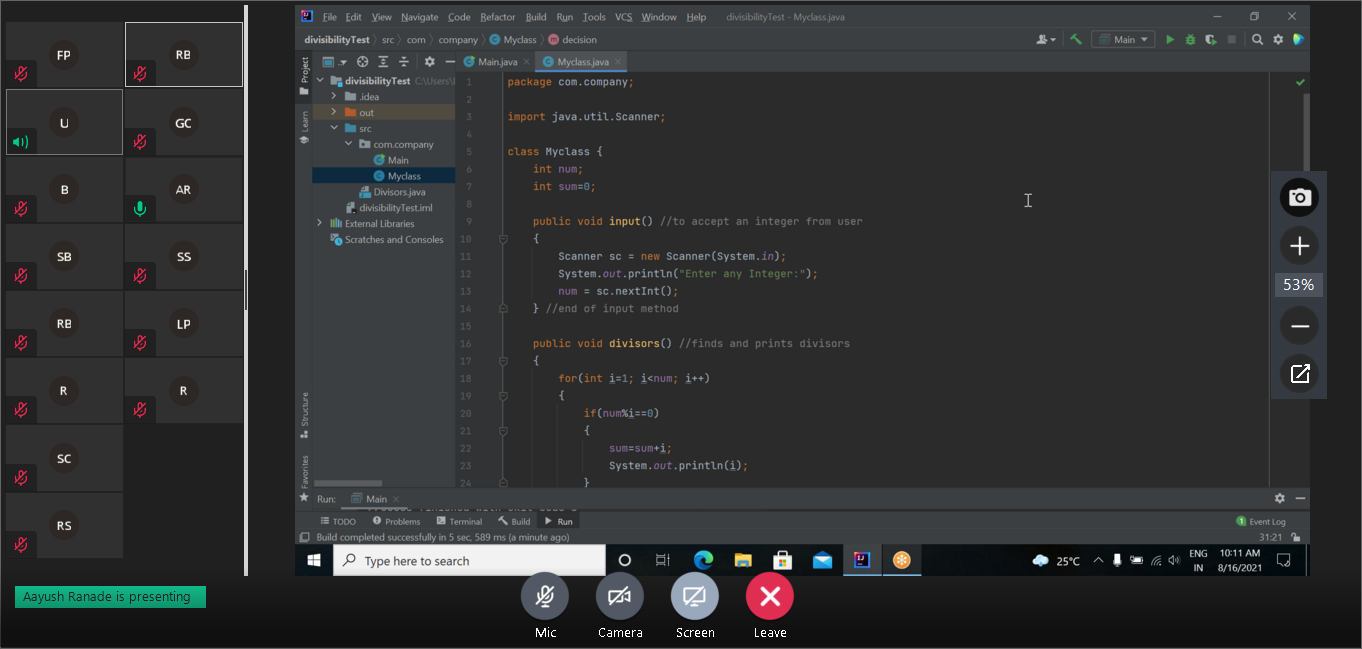 FP
RB
U
GC
B
AR
SB
SS
RB
LP
R
R
SC
RS
Aayush Ranade is presenting
File Edit View Navigate Code Refactor Build Run Tools VCS Window Help divisibilityTest - Myclass.java
divisibilityTest src com company Myclass decision
Main
Project
Learn
Structure
Favorites
divisibilityTest C:\Users\
.idea
out
src
com.company
Main
Myclass
Divisors.java
divisibilityTest.iml
External Libraries
Scratches and Consoles
Main.java Myclass.java
1 package com.company;
2
3 import java.util.Scanner;
4
5 class Myclass {
6 int num;
7 int sum=0;
8
9 public void input() //to accept an integer from user
10 {
11 Scanner sc = new Scanner(System.in);
12 System.out.println("Enter any Integer:");
13 num = sc.nextInt();
14 } //end of input method
15
16 public void divisors() //finds and prints divisors
17 {
18 for(int i=1; i<num; i++)
19 {
20 if(num%i==0)
21 {
22 sum=sum+i;
23 System.out.println(i);
24 }
Run: Main
TODO Problems Terminal Build Run
1 Event Log
Build completed successfully in 5 sec, 589 ms (a minute ago)
31:21
Type here to search
25°C
ENG
IN
10:11 AM
8/16/2021
53%
Mic
Camera
Screen
Leave